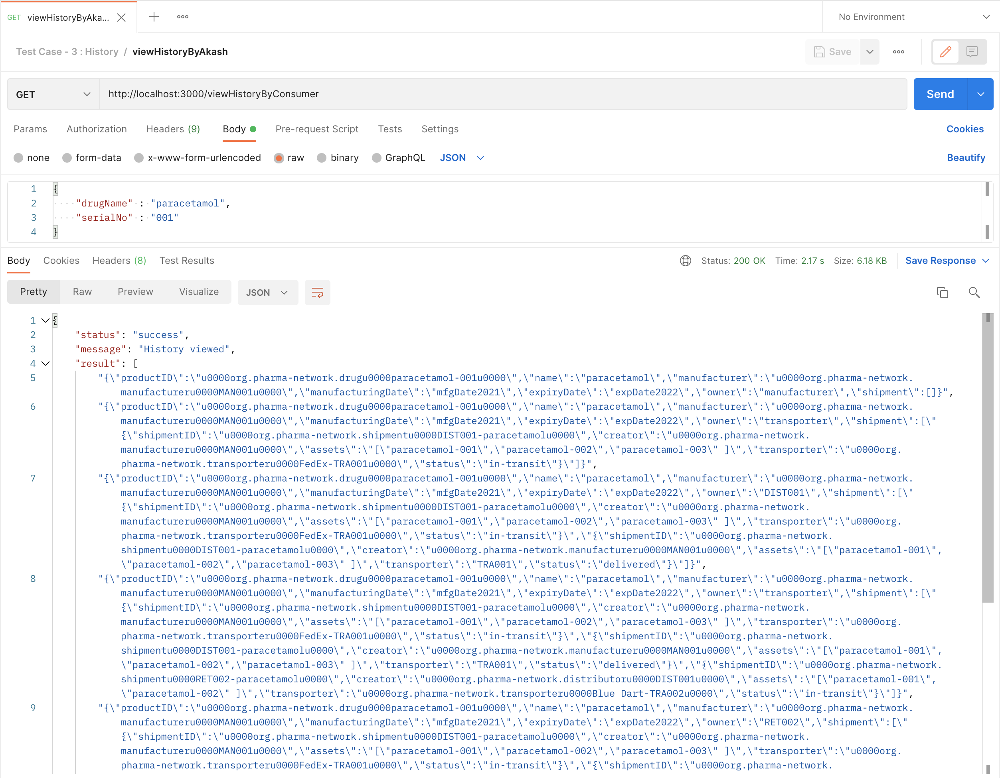 GET viewHistoryByAka...
No Environment
Test Case - 3 : History / viewHistoryByAkash
Save
GET http://localhost:3000/viewHistoryByConsumer
Send
Params Authorization Headers (9) Body Pre-request Script Tests Settings Cookies
none form-data x-www-form-urlencoded raw binary GraphQL JSON Beautify
1 {
2 "drugName" : "paracetamol",
3 "serialNo" : "001"
4 }
Body Cookies Headers (8) Test Results Status: 200 OK Time: 2.17 s Size: 6.18 KB Save Response
Pretty Raw Preview Visualize JSON
1 {
2 "status": "success",
3 "message": "History viewed",
4 "result": [
5 "{\"productID\":\"u0000org.pharma-network.drugu0000paracetamol-001u0000\",\"name\":\"paracetamol\",\"manufacturer\":\"u0000org.pharma-network.
manufactureru0000MAN001u0000\",\"manufacturingDate\":\"mfgDate2021\",\"expiryDate\":\"expDate2022\",\"owner\":\"manufacturer\",\"shipment\":[]}",
6 "{\"productID\":\"u0000org.pharma-network.drugu0000paracetamol-001u0000\",\"name\":\"paracetamol\",\"manufacturer\":\"u0000org.pharma-network.
manufactureru0000MAN001u0000\",\"manufacturingDate\":\"mfgDate2021\",\"expiryDate\":\"expDate2022\",\"owner\":\"transporter\",\"shipment\":[\"
{\"shipmentID\":\"u0000org.pharma-network.shipmentu0000DIST001-paracetamolu0000\",\"creator\":\"u0000org.pharma-network.
manufactureru0000MAN001u0000\",\"assets\":\"[\"paracetamol-001\",\"paracetamol-002\",\"paracetamol-003\" ]\",\"transporter\":\"u0000org.
pharma-network.transporteru0000FedEx-TRA001u0000\",\"status\":\"in-transit\"}\"]}",
7 "{\"productID\":\"u0000org.pharma-network.drugu0000paracetamol-001u0000\",\"name\":\"paracetamol\",\"manufacturer\":\"u0000org.pharma-network.
manufactureru0000MAN001u0000\",\"manufacturingDate\":\"mfgDate2021\",\"expiryDate\":\"expDate2022\",\"owner\":\"DIST001\",\"shipment\":[\"
{\"shipmentID\":\"u0000org.pharma-network.shipmentu0000DIST001-paracetamolu0000\",\"creator\":\"u0000org.pharma-network.
manufactureru0000MAN001u0000\",\"assets\":\"[\"paracetamol-001\",\"paracetamol-002\",\"paracetamol-003\" ]\",\"transporter\":\"u0000org.
pharma-network.transporteru0000FedEx-TRA001u0000\",\"status\":\"in-transit\"}\",\"{\"shipmentID\":\"u0000org.pharma-network.
shipmentu0000DIST001-paracetamolu0000\",\"creator\":\"u0000org.pharma-network.manufactureru0000MAN001u0000\",\"assets\":\"[\"paracetamol-001\",
\"paracetamol-002\",\"paracetamol-003\" ]\",\"transporter\":\"TRA001\",\"status\":\"delivered\"}\"]}",
8 "{\"productID\":\"u0000org.pharma-network.drugu0000paracetamol-001u0000\",\"name\":\"paracetamol\",\"manufacturer\":\"u0000org.pharma-network.
manufactureru0000MAN001u0000\",\"manufacturingDate\":\"mfgDate2021\",\"expiryDate\":\"expDate2022\",\"owner\":\"transporter\",\"shipment\":[\"
{\"shipmentID\":\"u0000org.pharma-network.shipmentu0000DIST001-paracetamolu0000\",\"creator\":\"u0000org.pharma-network.
manufactureru0000MAN001u0000\",\"assets\":\"[\"paracetamol-001\",\"paracetamol-002\",\"paracetamol-003\" ]\",\"transporter\":\"u0000org.
pharma-network.transporteru0000FedEx-TRA001u0000\",\"status\":\"in-transit\"}\",\"{\"shipmentID\":\"u0000org.pharma-network.
shipmentu0000DIST001-paracetamolu0000\",\"creator\":\"u0000org.pharma-network.manufactureru0000MAN001u0000\",\"assets\":\"[\"paracetamol-001\",
\"paracetamol-002\",\"paracetamol-003\" ]\",\"transporter\":\"TRA001\",\"status\":\"delivered\"}\",\"{\"shipmentID\":\"u0000org.pharma-network.
shipmentu0000RET002-paracetamolu0000\",\"creator\":\"u0000org.pharma-network.distributoru0000DIST001u0000\",\"assets\":\"[\"paracetamol-001\",
\"paracetamol-002\" ]\",\"transporter\":\"u0000org.pharma-network.transporteru0000Blue Dart-TRA002u0000\",\"status\":\"in-transit\"}\"]}",
9 "{\"productID\":\"u0000org.pharma-network.drugu0000paracetamol-001u0000\",\"name\":\"paracetamol\",\"manufacturer\":\"u0000org.pharma-network.
manufactureru0000MAN001u0000\",\"manufacturingDate\":\"mfgDate2021\",\"expiryDate\":\"expDate2022\",\"owner\":\"RET002\",\"shipment\":[\"
{\"shipmentID\":\"u0000org.pharma-network.shipmentu0000DIST001-paracetamolu0000\",\"creator\":\"u0000org.pharma-network.
manufactureru0000MAN001u0000\",\"assets\":\"[\"paracetamol-001\",\"paracetamol-002\",\"paracetamol-003\" ]\",\"transporter\":\"u0000org.
pharma-network.transporteru0000FedEx-TRA001u0000\",\"status\":\"in-transit\"}\",\"{\"shipmentID\":\"u0000org.pharma-network.